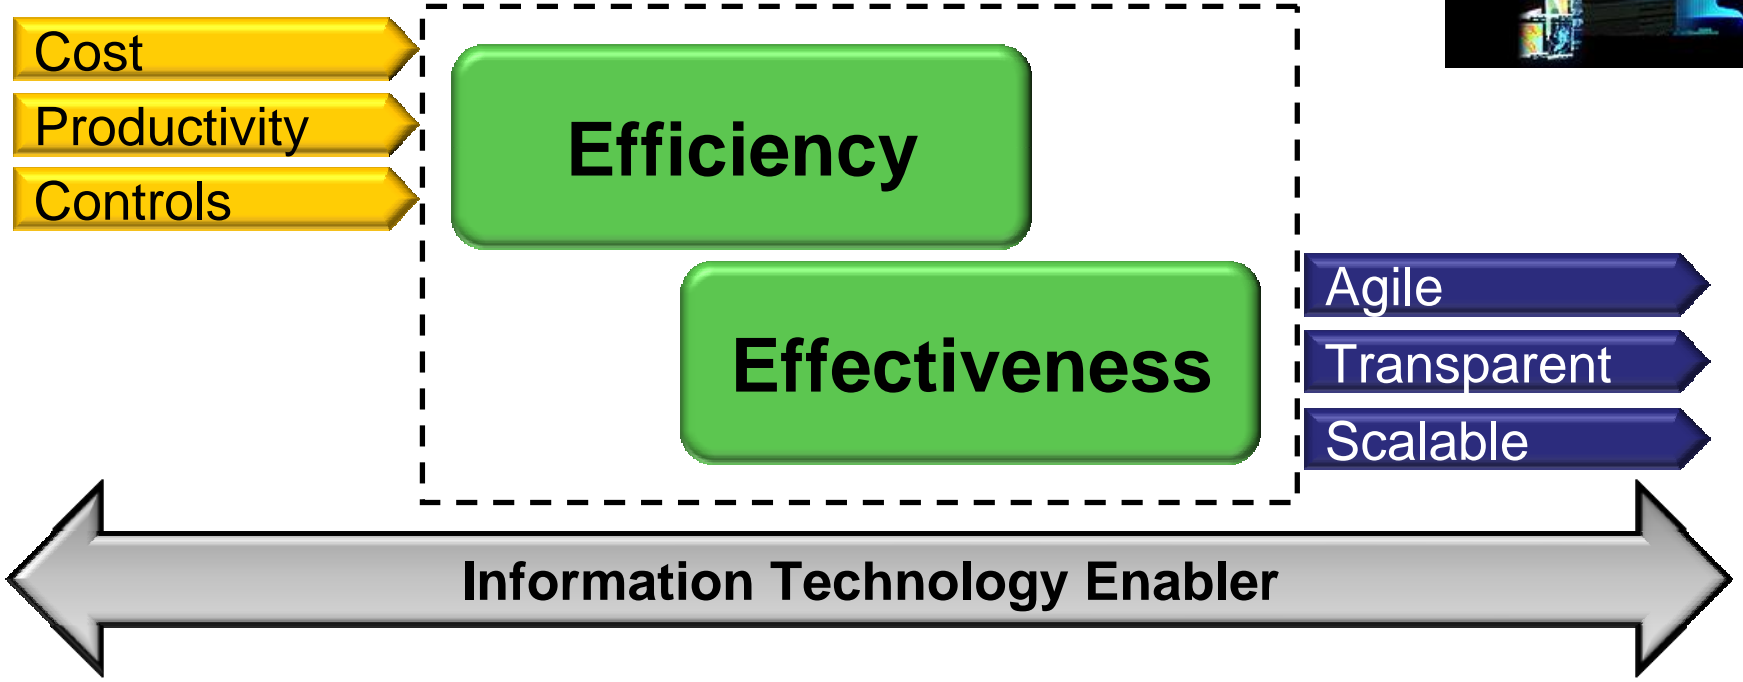 Cost
Productivity
Controls
Efficiency
Effectiveness
Agile
Transparent
Scalable
Information Technology Enabler